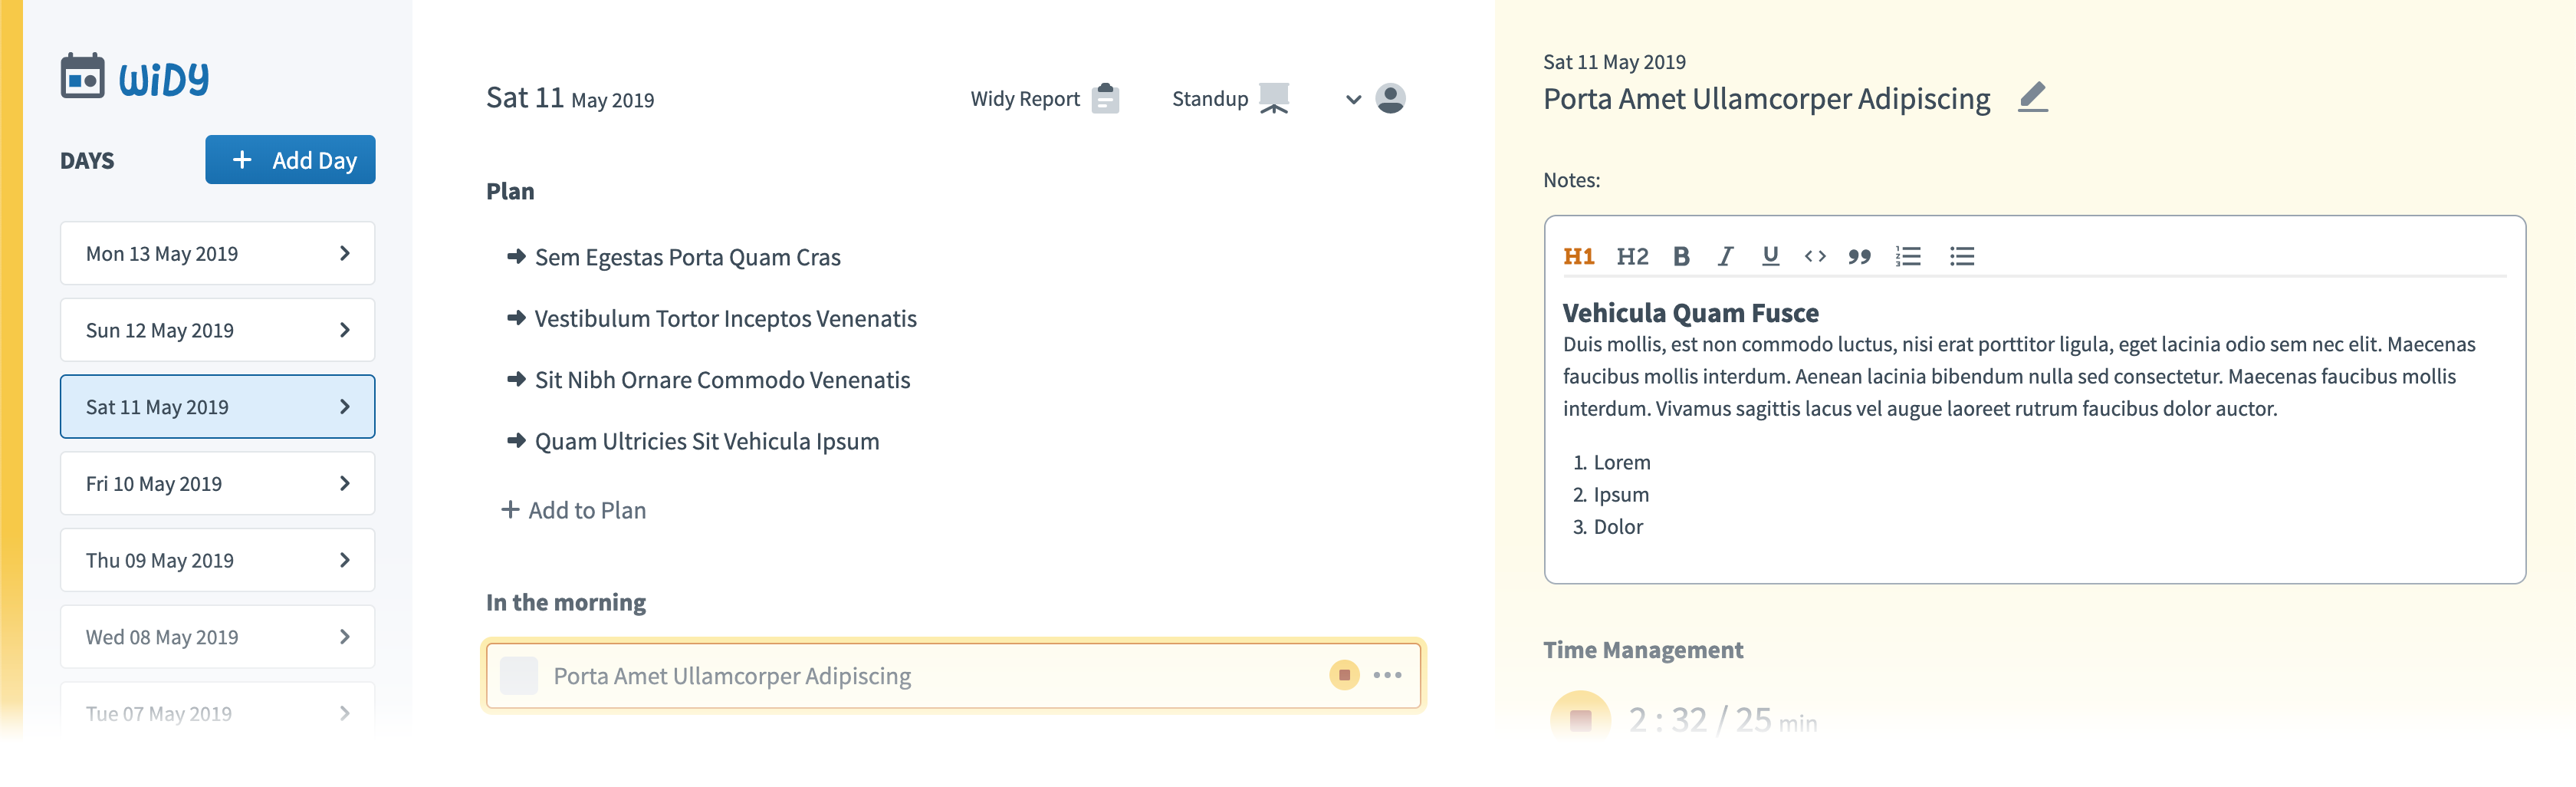 WiDY
DAYS
+ Add Day
Mon 13 May 2019
Sun 12 May 2019
Sat 11 May 2019
Fri 10 May 2019
Thu 09 May 2019
Wed 08 May 2019
Tue 07 May 2019
Sat 11 May 2019
Widy Report
Standup
Plan
Sem Egestas Porta Quam Cras
Vestibulum Tortor Inceptos Venenatis
Sit Nibh Ornare Commodo Venenatis
Quam Ultricies Sit Vehicula Ipsum
+ Add to Plan
In the morning
Porta Amet Ullamcorper Adipiscing
Sat 11 May 2019
Porta Amet Ullamcorper Adipiscing
Notes:
H1 H2 B I U <> ”
Vehicula Quam Fusce
Duis mollis, est non commodo luctus, nisi erat porttitor ligula, eget lacinia odio sem nec elit. Maecenas
faucibus mollis interdum. Aenean lacinia bibendum nulla sed consectetur. Maecenas faucibus mollis
interdum. Vivamus sagittis lacus vel augue laoreet rutrum faucibus dolor auctor.
1. Lorem
2. Ipsum
3. Dolor
Time Management
2 : 32 / 25 min